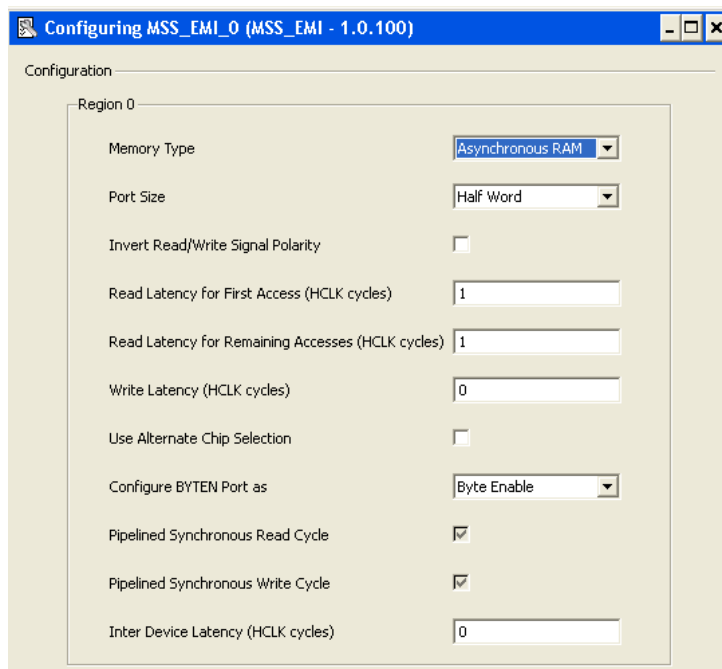 Configuring MSS_EMI_0 (MSS_EMI - 1.0.100)
Configuration
Region 0
Memory Type Asynchronous RAM
Port Size Half Word
Invert Read/Write Signal Polarity
Read Latency for First Access (HCLK cycles) 1
Read Latency for Remaining Accesses (HCLK cycles) 1
Write Latency (HCLK cycles) 0
Use Alternate Chip Selection
Configure BYTEN Port as Byte Enable
Pipelined Synchronous Read Cycle
Pipelined Synchronous Write Cycle
Inter Device Latency (HCLK cycles) 0